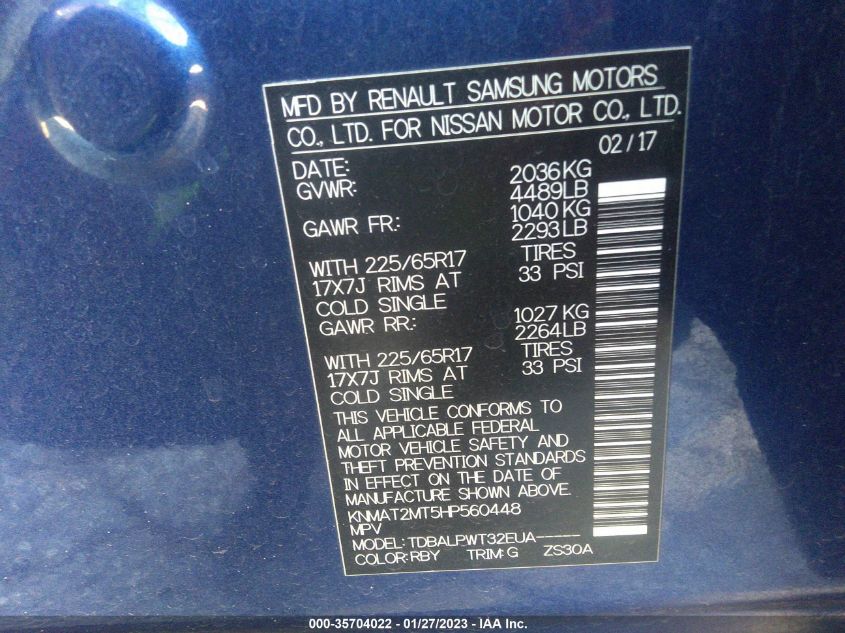 MFD BY RENAULT SAMSUNG MOTORS
CO., LTD. FOR NISSAN MOTOR CO., LTD.
DATE: 02/17
GVWR: 2036KG
4489LB
GAWR FR: 1040KG
2293LB
WITH 225/65R17 TIRES
17X7J RIMS AT 33 PSI
COLD SINGLE
GAWR RR: 1027KG
2264LB
WITH 225/65R17 TIRES
17X7J RIMS AT 33 PSI
COLD SINGLE
THIS VEHICLE CONFORMS TO
ALL APPLICABLE FEDERAL
MOTOR VEHICLE SAFETY AND
THEFT PREVENTION STANDARDS
IN EFFECT ON THE DATE OF
MANUFACTURE SHOWN ABOVE.
KNMAT2MT5HP560448
MPV
MODEL: TDBALPWT32EUA-----
COLOR: RBY TRIM: G ZS30A
000-35704022 - 01/27/2023 - IAA Inc.